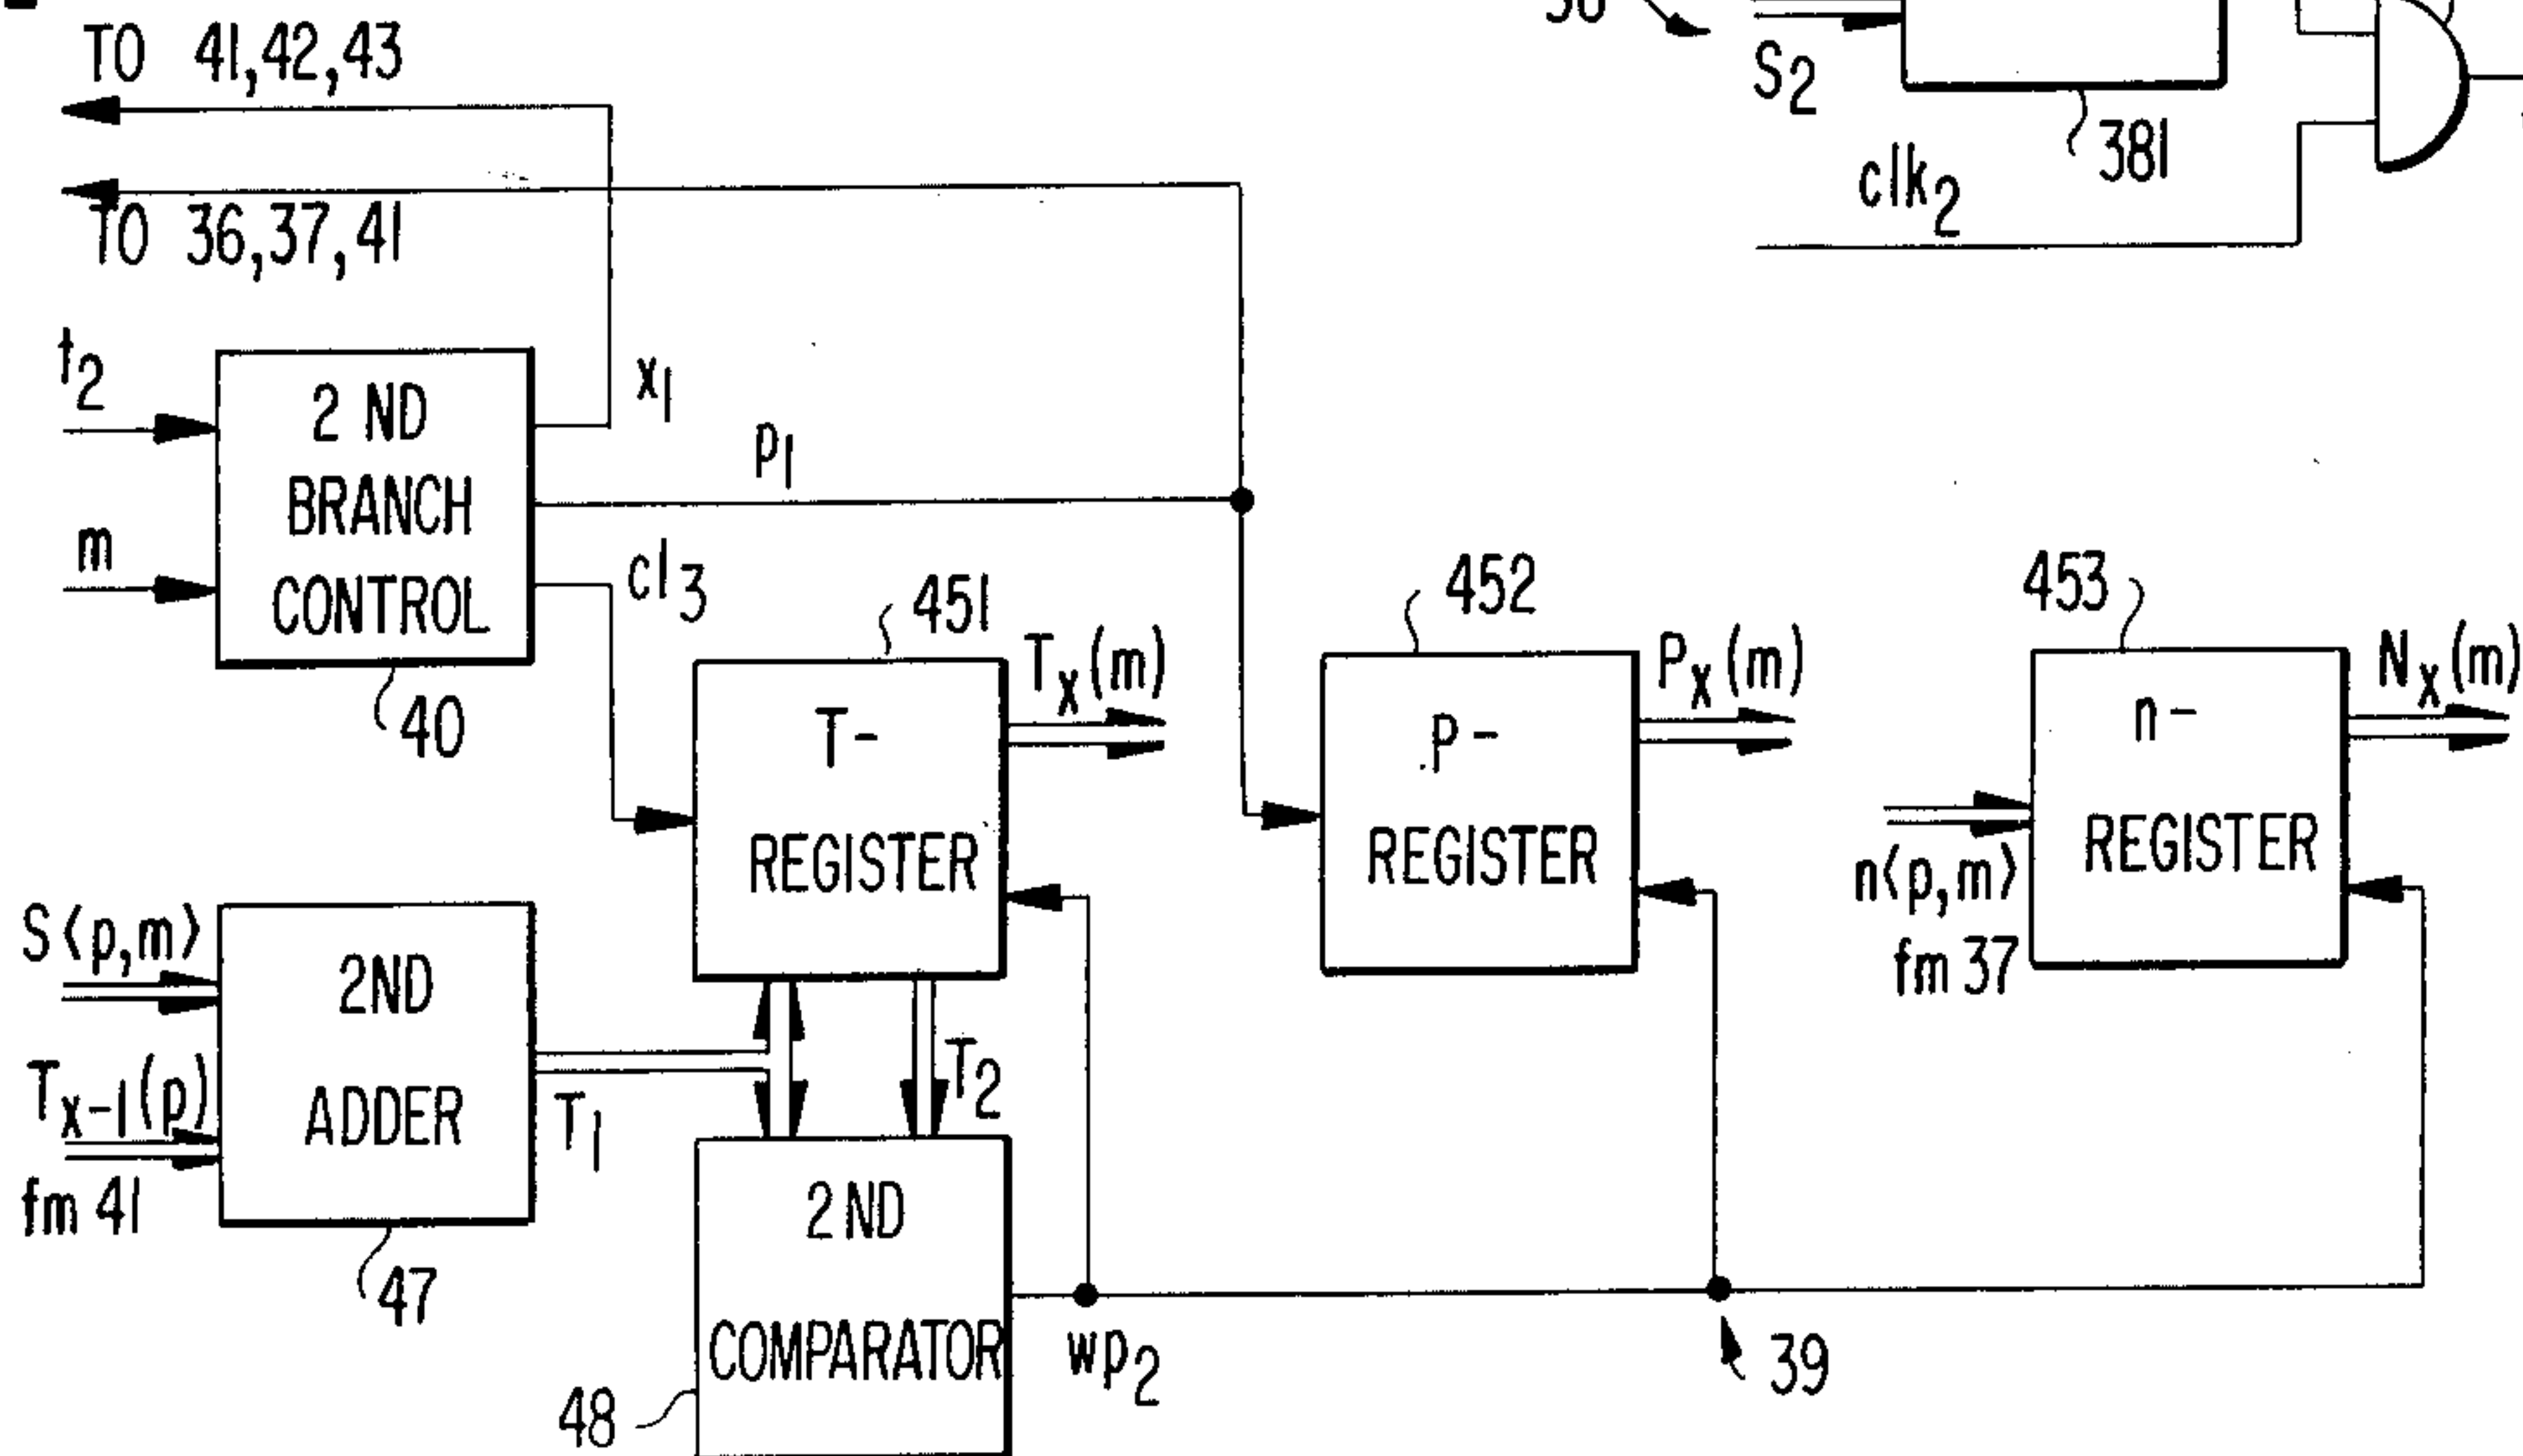 TO 41,42,43
TO 36,37,41
S2
381
clk2
t2
m
2 ND
BRANCH
CONTROL
40
x1
p1
cl3
451
T-
REGISTER
Tx(m)
452
P-
REGISTER
Px(m)
453
n-
REGISTER
Nx(m)
n⟨p,m⟩
fm 37
S⟨p,m⟩
Tx-1(p)
fm 41
2ND
ADDER
47
T1
T2
2ND
COMPARATOR
48
wp2
39